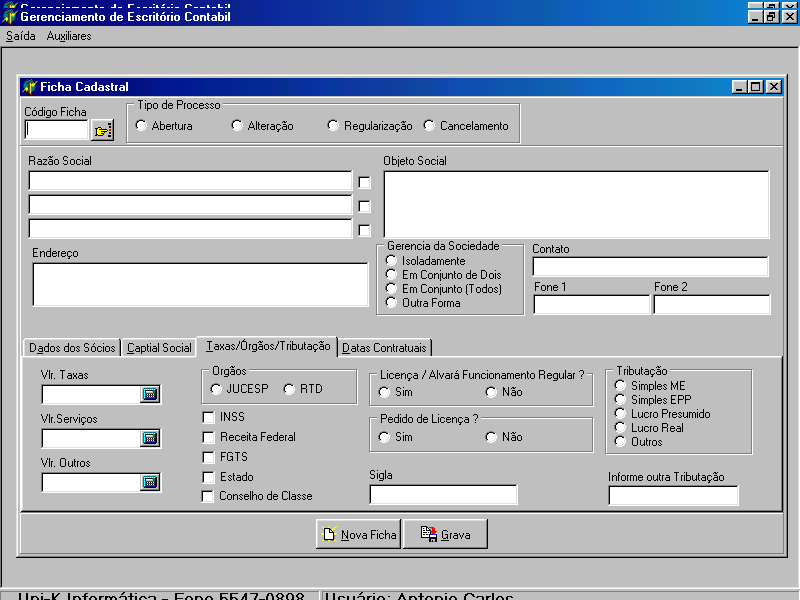 Gerenciamento de Escritório Contabil
Gerenciamento de Escritório Contabil
Saída Auxiliares
Ficha Cadastral
Código Ficha
Tipo de Processo
Abertura Alteração Regularização Cancelamento
Razão Social
Objeto Social
Endereço
Gerencia da Sociedade
Isoladamente
Em Conjunto de Dois
Em Conjunto (Todos)
Outra Forma
Contato
Fone 1 Fone 2
Dados dos Sócios Captial Social Taxas/Órgãos/Tributação Datas Contratuais
Vlr. Taxas
Vlr.Serviços
Vlr. Outros
Orgãos
JUCESP RTD
INSS
Receita Federal
FGTS
Estado
Conselho de Classe
Licença / Alvará Funcionamento Regular ?
Sim Não
Pedido de Licença ?
Sim Não
Sigla
Tributação
Simples ME
Simples EPP
Lucro Presumido
Lucro Real
Outros
Informe outra Tributação
Nova Ficha Grava
Upi-K Informática - Fone 5547-0898 Usuário: Antonio Carlos